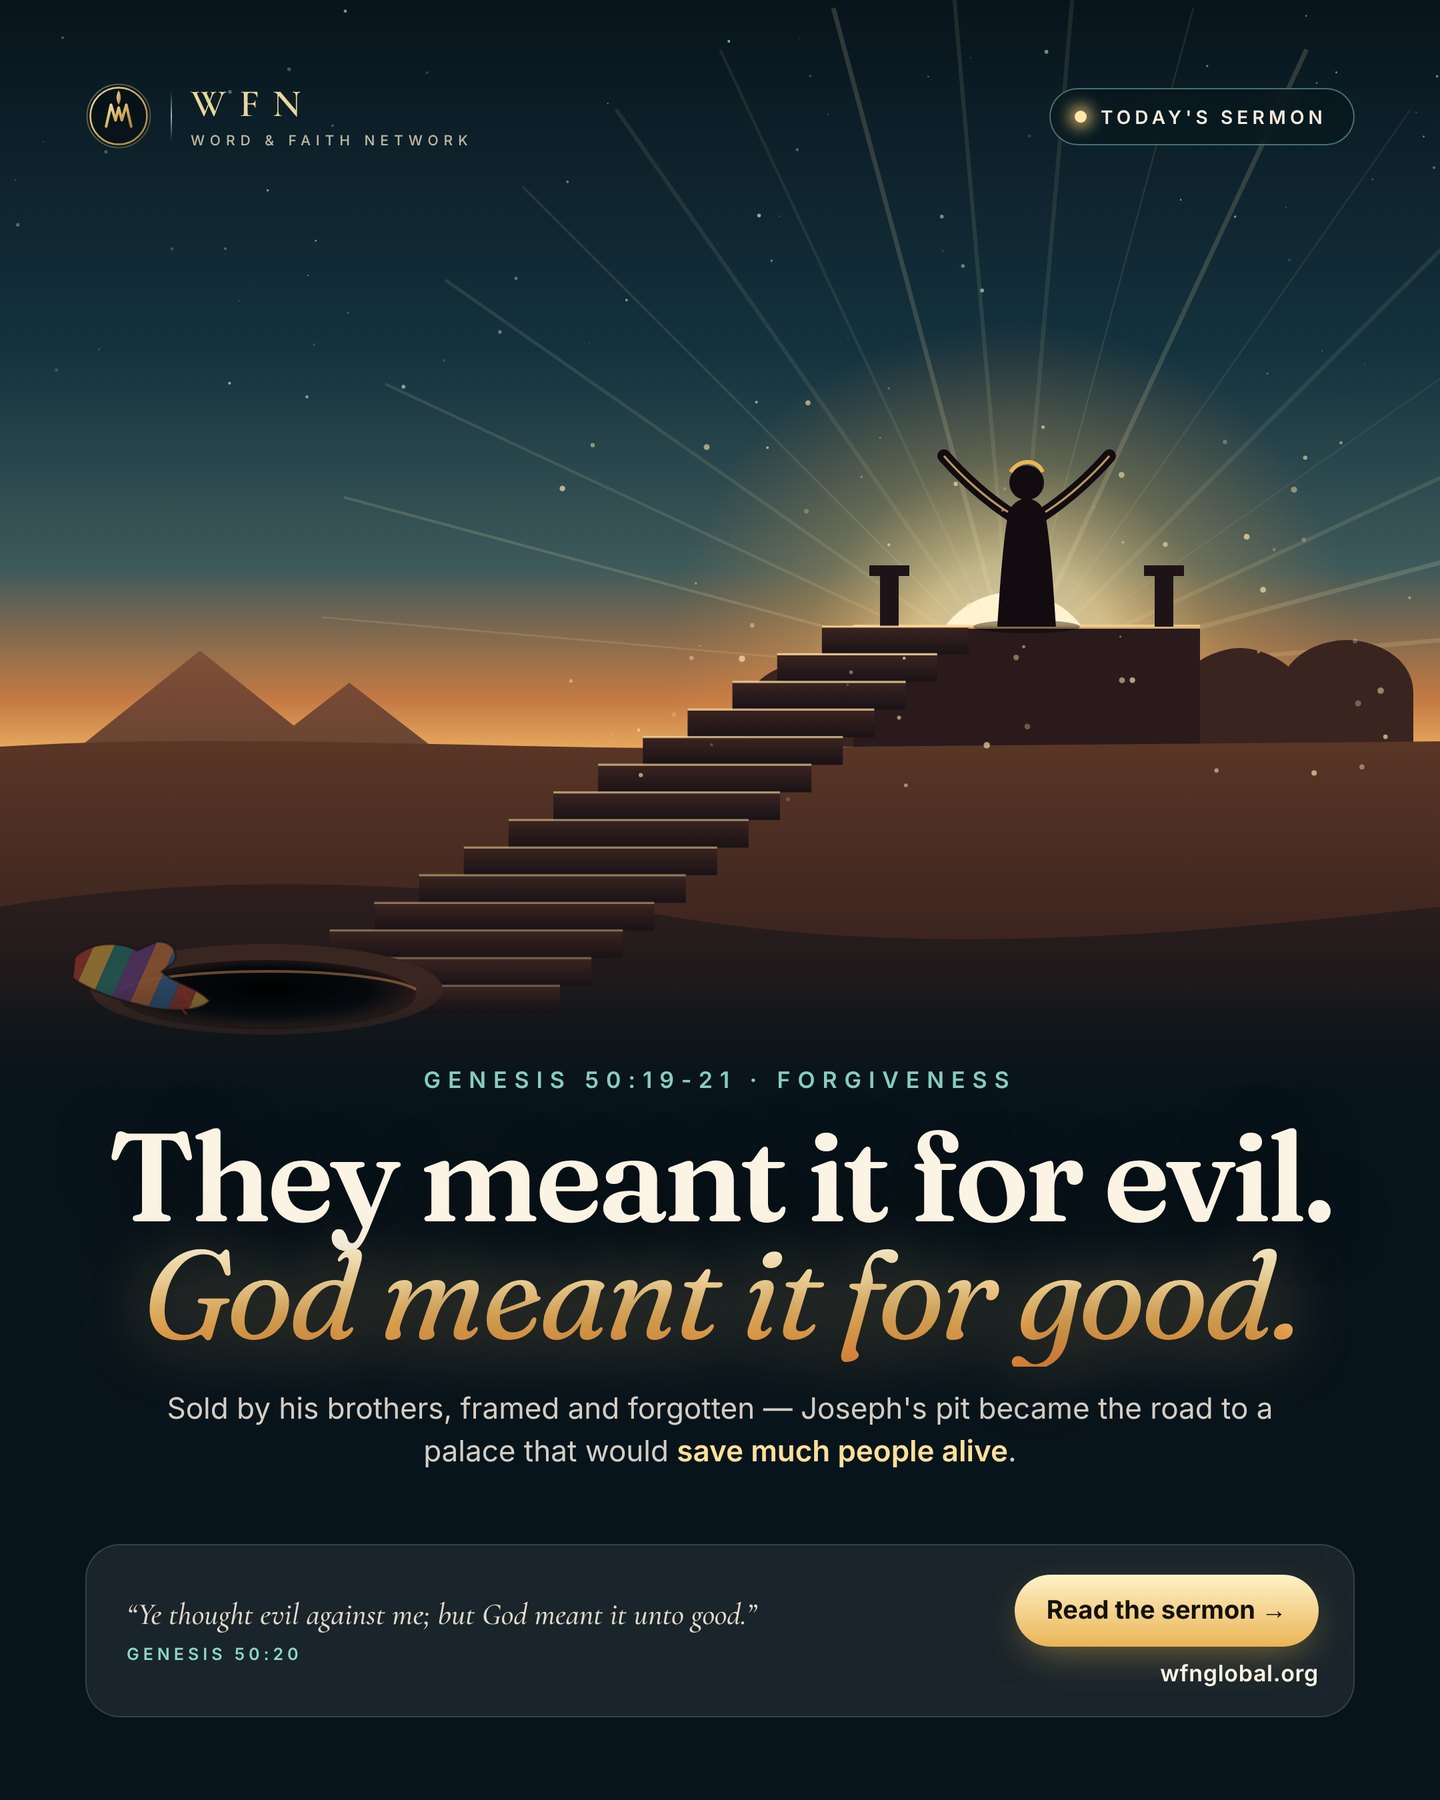 WFN
WORD & FAITH NETWORK
TODAY'S SERMON
GENESIS 50:19-21 · FORGIVENESS
They meant it for evil.
God meant it for good.
Sold by his brothers, framed and forgotten — Joseph's pit became the road to a
palace that would save much people alive.
“Ye thought evil against me; but God meant it unto good.”
GENESIS 50:20
Read the sermon →
wfnglobal.org